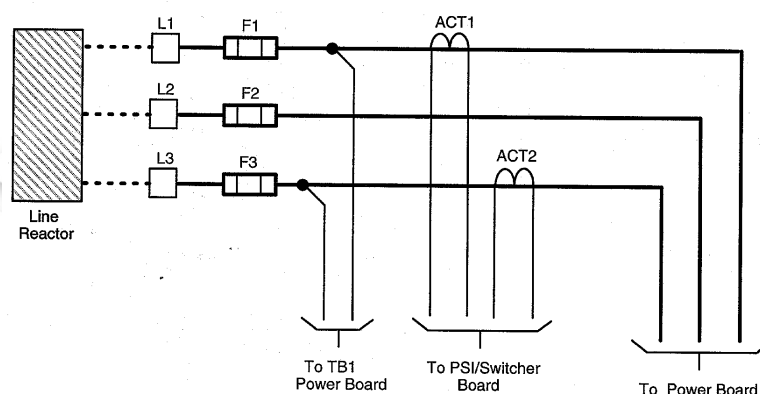 L1
F1
ACT1
L2
F2
L3
F3
ACT2
Line
Reactor
To TB1
Power Board
To PSI/Switcher
Board
To Power Board